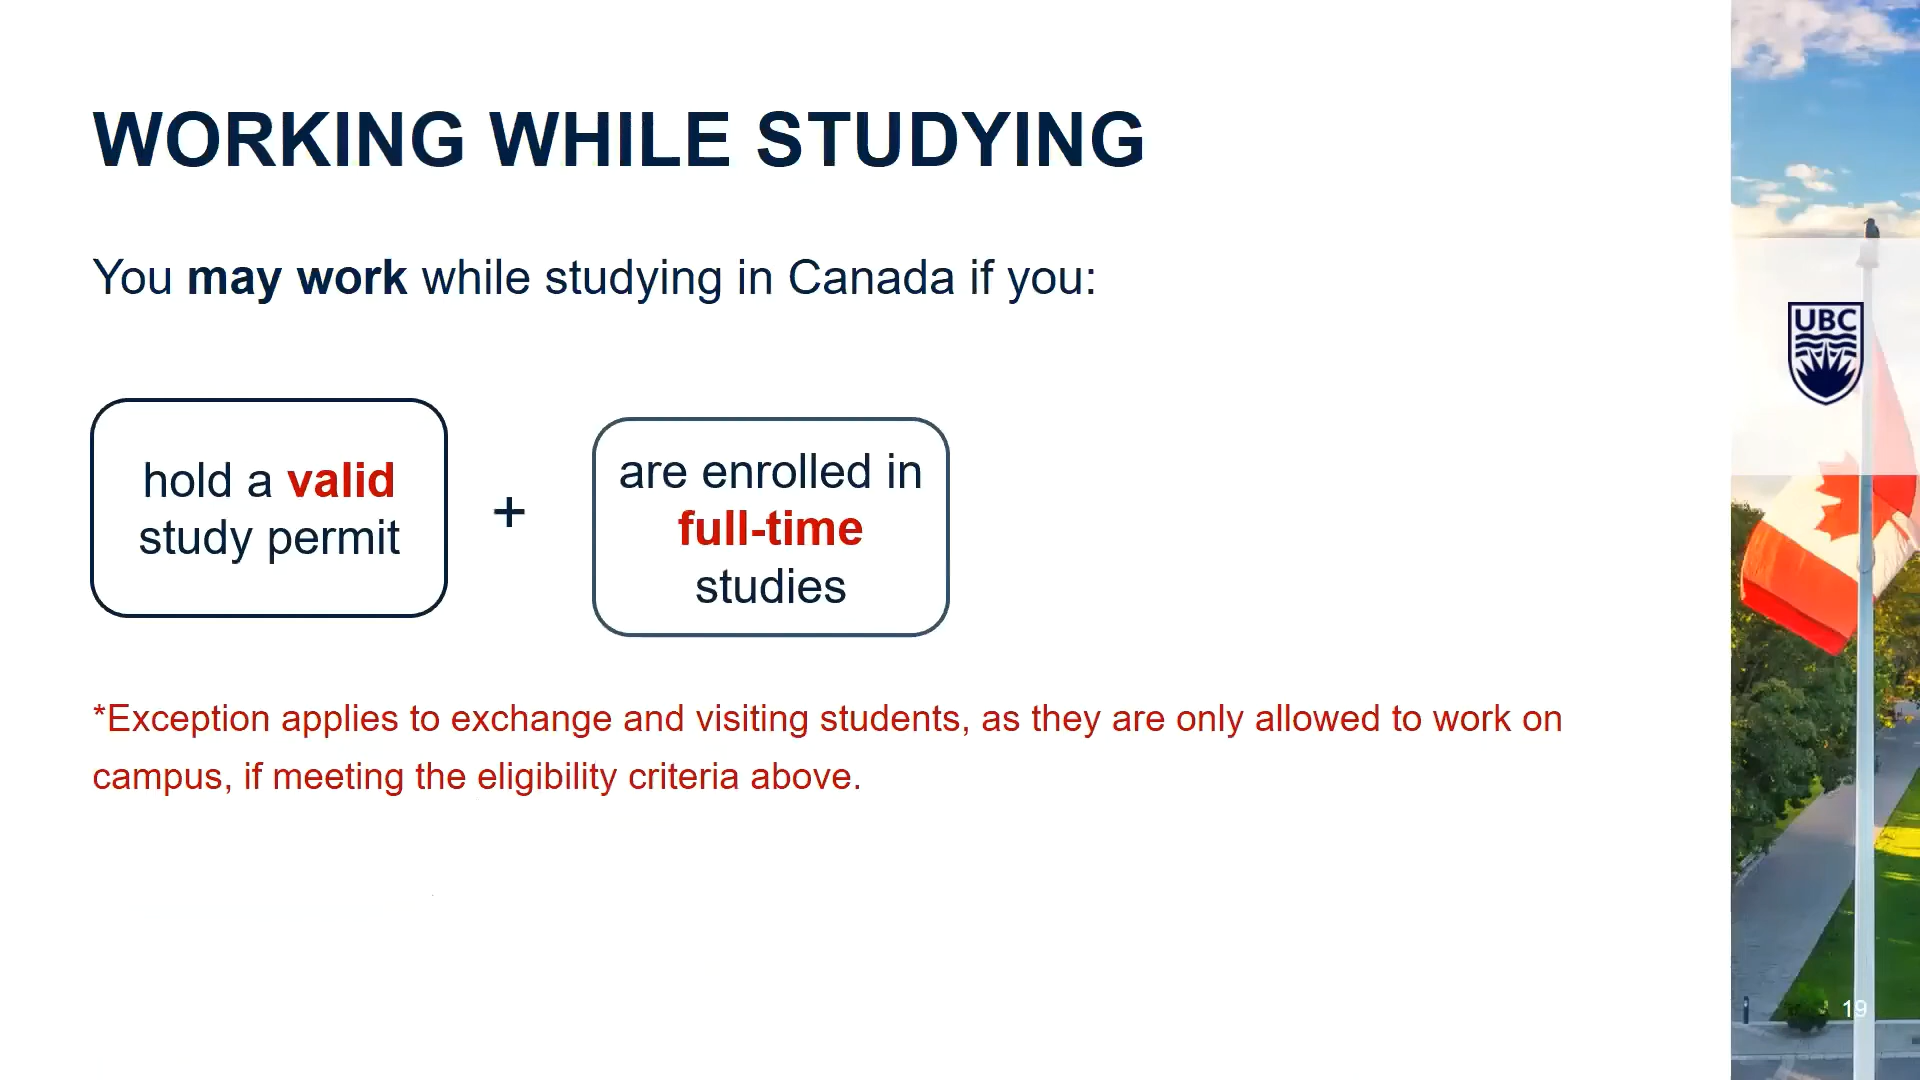 WORKING WHILE STUDYING
You may work while studying in Canada if you:
hold a valid
study permit
+
are enrolled in
full-time
studies
*Exception applies to exchange and visiting students, as they are only allowed to work on
campus, if meeting the eligibility criteria above.
UBC
19